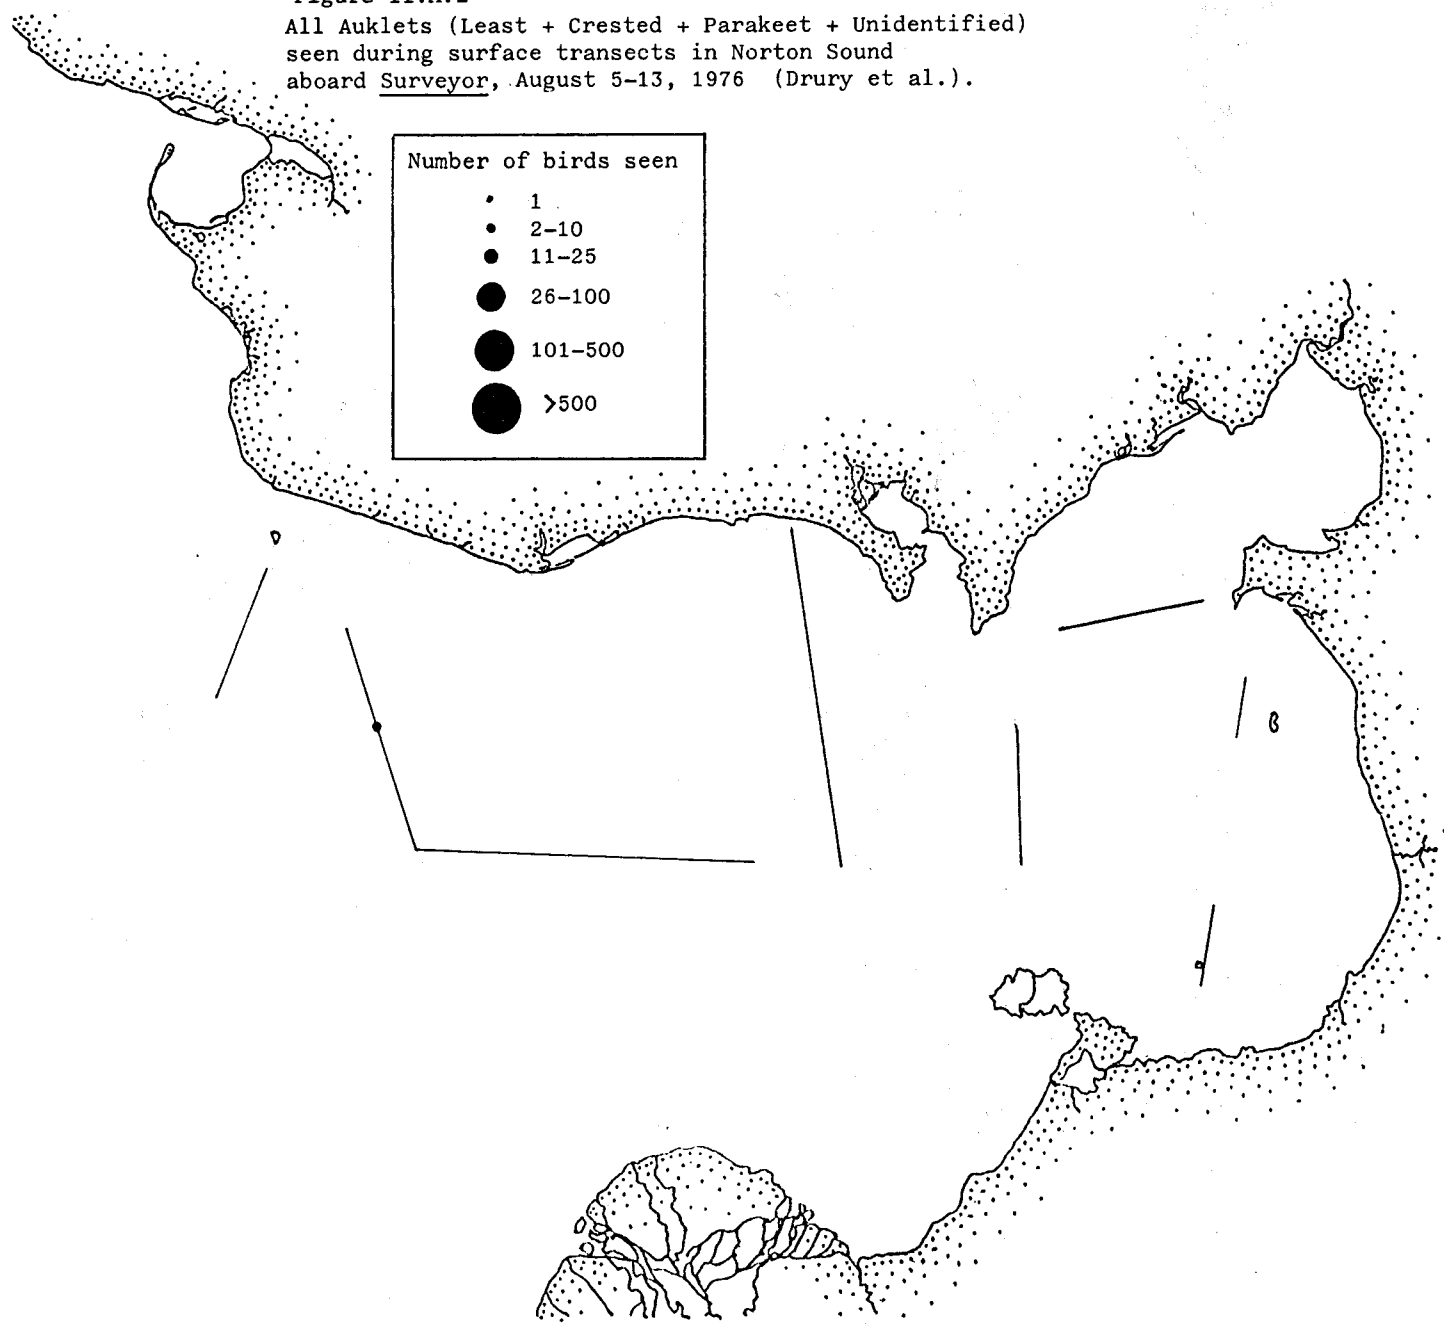 All Auklets (Least + Crested + Parakeet + Unidentified)
seen during surface transects in Norton Sound
aboard Surveyor, August 5-13, 1976 (Drury et al.).
Number of birds seen
1
2-10
11-25
26-100
101-500
>500